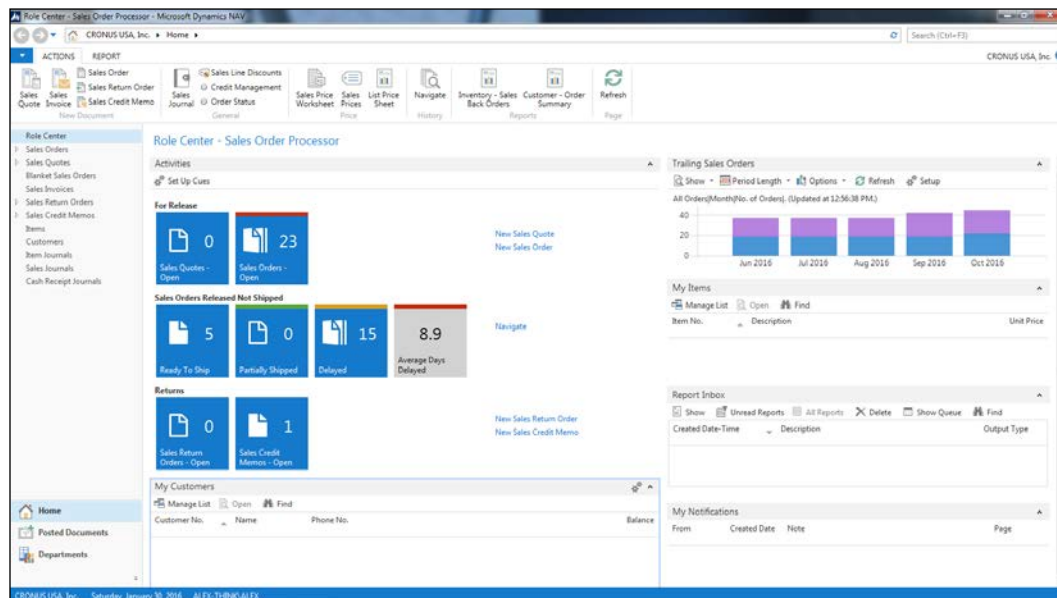 Role Center - Sales Order Processor - Microsoft Dynamics NAV
CRONUS USA, Inc. ▸ Home ▸
Search (Ctrl+F3)
ACTIONS REPORT
CRONUS USA, Inc.
Sales Quote
Sales Invoice
Sales Order
Sales Return Order
Sales Credit Memo
New Document
Sales Journal
Sales Line Discounts
Credit Management
Order Status
General
Sales Price Worksheet
Sales Prices
List Price Sheet
Price
Navigate
History
Inventory - Sales Back Orders
Customer - Order Summary
Reports
Refresh
Page
Role Center
Sales Orders
Sales Quotes
Blanket Sales Orders
Sales Invoices
Sales Return Orders
Sales Credit Memos
Items
Customers
Item Journals
Sales Journals
Cash Receipt Journals
Home
Posted Documents
Departments
Role Center - Sales Order Processor
Activities
Set Up Cues
For Release
0
Sales Quotes - Open
23
Sales Orders - Open
New Sales Quote
New Sales Order
Sales Orders Released Not Shipped
5
Ready To Ship
0
Partially Shipped
15
Delayed
8.9
Average Days Delayed
Navigate
Returns
0
Sales Return Orders - Open
1
Sales Credit Memos - Open
New Sales Return Order
New Sales Credit Memo
My Customers
Manage List Open Find
Customer No. Name Phone No. Balance
Trailing Sales Orders
Show Period Length Options Refresh Setup
All Orders|Month|No. of Orders|. (Updated at 12:56:38 PM.)
40
20
0
Jun 2016 Jul 2016 Aug 2016 Sep 2016 Oct 2016
My Items
Manage List Open Find
Item No. Description Unit Price
Report Inbox
Show Unread Reports All Reports Delete Show Queue Find
Created Date-Time Description Output Type
My Notifications
From Created Date Note Page
CRONUS USA, Inc. Saturday, January 30, 2016